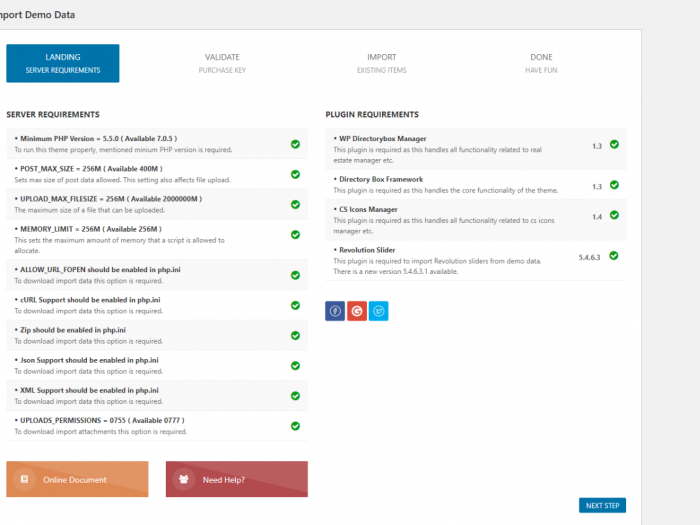 mport Demo Data
LANDING
SERVER REQUIREMENTS
VALIDATE
PURCHASE KEY
IMPORT
EXISTING ITEMS
DONE
HAVE FUN
SERVER REQUIREMENTS
• Minimum PHP Version = 5.5.0 ( Available 7.0.5 )
To run this theme properly, mentioned minium PHP version is required.
• POST_MAX_SIZE = 256M ( Available 400M )
Sets max size of post data allowed. This setting also affects file upload.
• UPLOAD_MAX_FILESIZE = 256M ( Available 2000000M )
The maximum size of a file that can be uploaded.
• MEMORY_LIMIT = 256M ( Available 256M )
This sets the maximum amount of memory that a script is allowed to
allocate.
• ALLOW_URL_FOPEN should be enabled in php.ini
To download import data this option is required.
• cURL Support should be enabled in php.ini
To download import data this option is required.
• Zip should be enabled in php.ini
To download import data this option is required.
• Json Support should be enabled in php.ini
To download import data this option is required.
• XML Support should be enabled in php.ini
To download import data this option is required.
• UPLOADS_PERMISSIONS = 0755 ( Available 0777 )
To download import attachments this option is required.
Online Document
Need Help?
PLUGIN REQUIREMENTS
• WP Directorybox Manager
This plugin is required as this handles all functionality related to real
estate manager etc.
1.3
• Directory Box Framework
This plugin is required as this handles the core functionality of the theme.
1.3
• CS Icons Manager
This plugin is required as this handles all functionality related to cs icons
manager etc.
1.4
• Revolution Slider
This plugin is required to import Revolution sliders from demo data.
There is a new version 5.4.6.3.1 available.
5.4.6.3
NEXT STEP